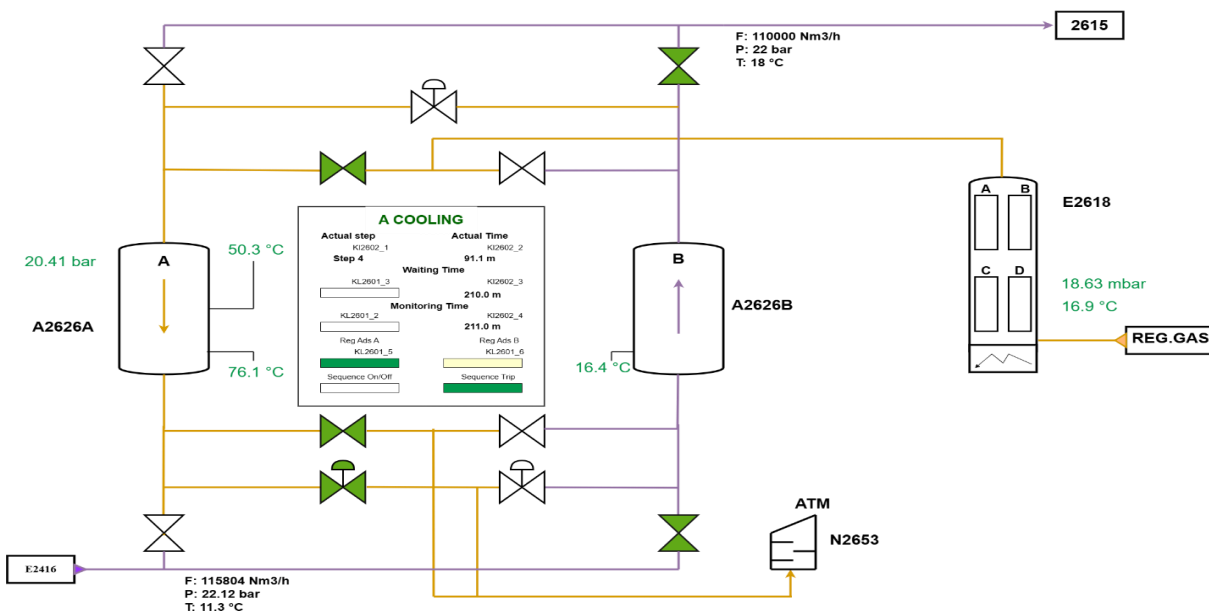 2615
F: 110000 Nm3/h
P: 22 bar
T: 18 °C
A COOLING
Actual step
Actual Time
KI2602_1
KI2602_2
Step 4
91.1 m
Waiting Time
KL2601_3
KI2602_3
210.0 m
Monitoring Time
KL2601_2
KI2602_4
211.0 m
Reg Ads A
Reg Ads B
KL2601_5
KL2601_6
Sequence On/Off
Sequence Trip
20.41 bar
A
50.3 °C
A2626A
76.1 °C
B
A2626B
16.4 °C
A
B
C
D
E2618
18.63 mbar
16.9 °C
REG.GAS
ATM
N2653
E2416
F: 115804 Nm3/h
P: 22.12 bar
T: 11.3 °C